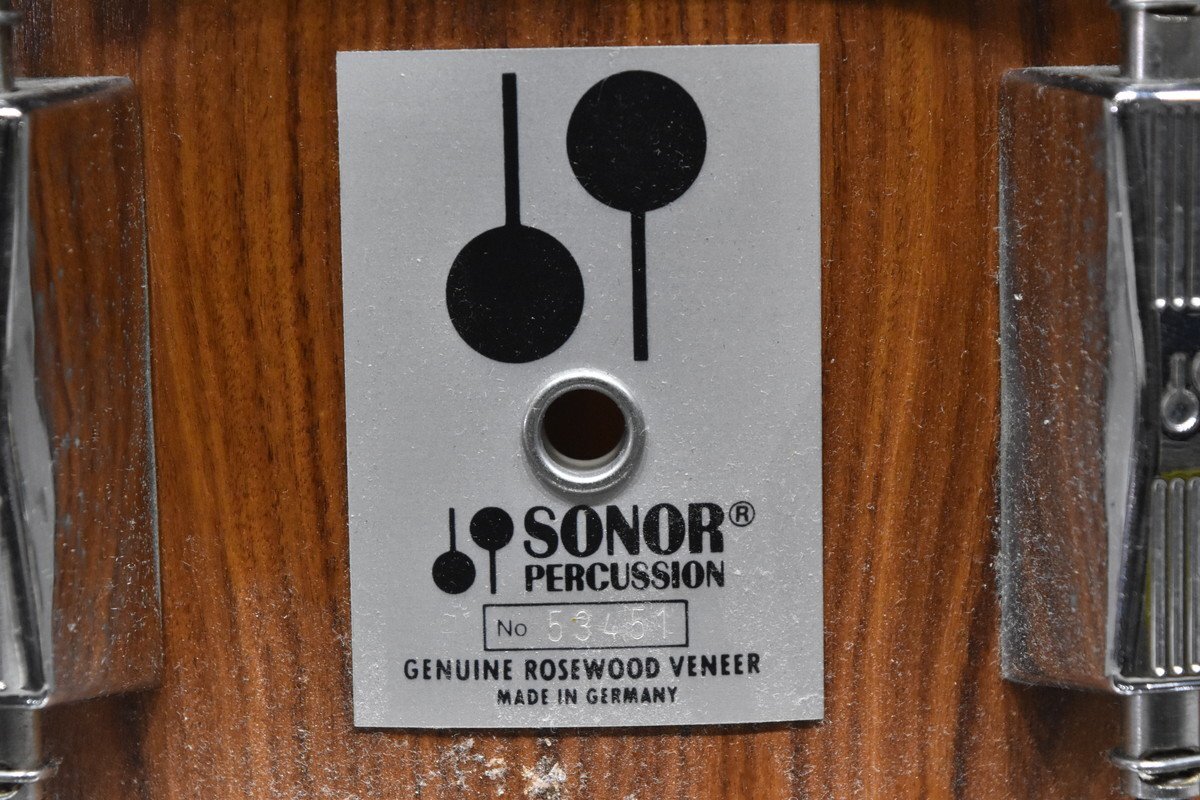 SONOR®
PERCUSSION
No 53451
GENUINE ROSEWOOD VENEER
MADE IN GERMANY